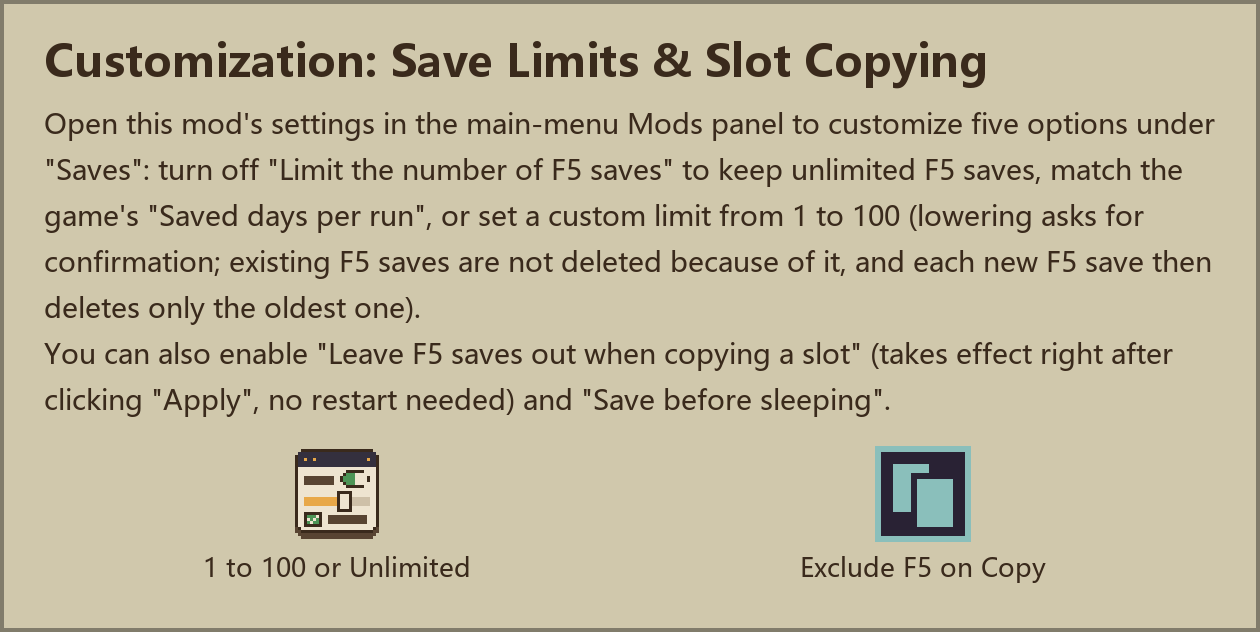 Customization: Save Limits & Slot Copying
Open this mod's settings in the main-menu Mods panel to customize five options under
"Saves": turn off "Limit the number of F5 saves" to keep unlimited F5 saves, match the
game's "Saved days per run", or set a custom limit from 1 to 100 (lowering asks for
confirmation; existing F5 saves are not deleted because of it, and each new F5 save then
deletes only the oldest one).
You can also enable "Leave F5 saves out when copying a slot" (takes effect right after
clicking "Apply", no restart needed) and "Save before sleeping".
1 to 100 or Unlimited
Exclude F5 on Copy